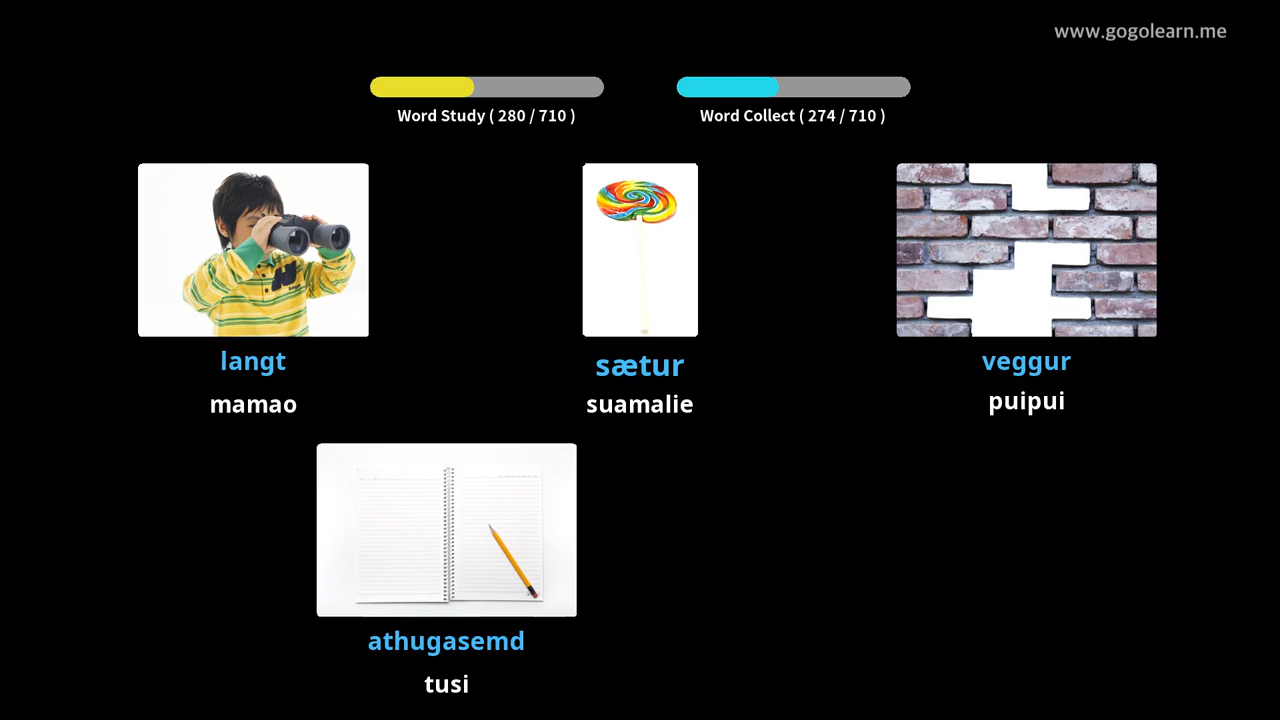 www.gogolearn.me
Word Study ( 280 / 710 )
Word Collect ( 274 / 710 )
langt
mamao
sætur
suamalie
veggur
puipui
athugasemd
tusi